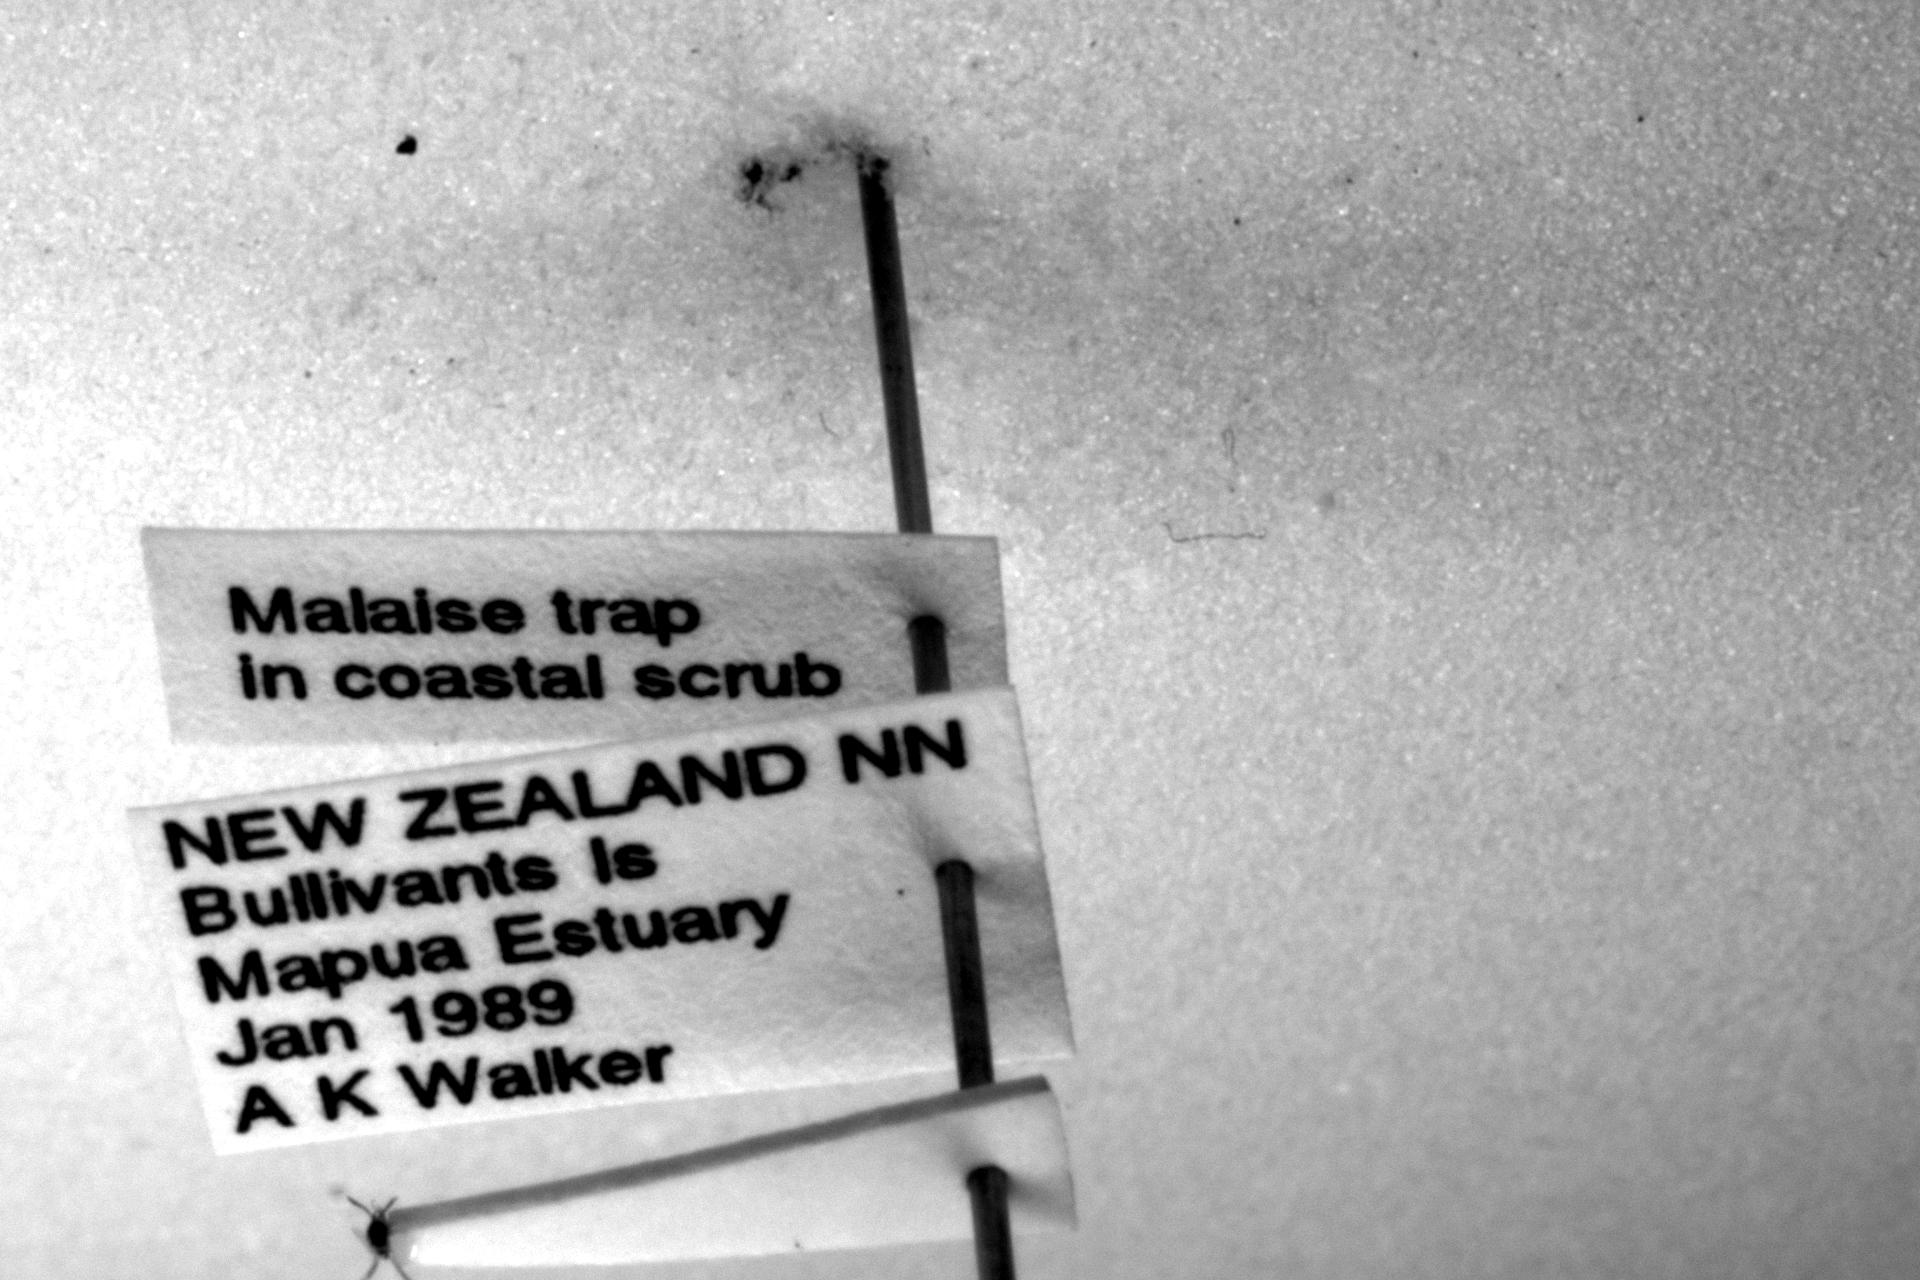 Malaise trap
in coastal scrub
NEW ZEALAND NN
Bullivants Is
Mapua Estuary
Jan 1989
A K Walker